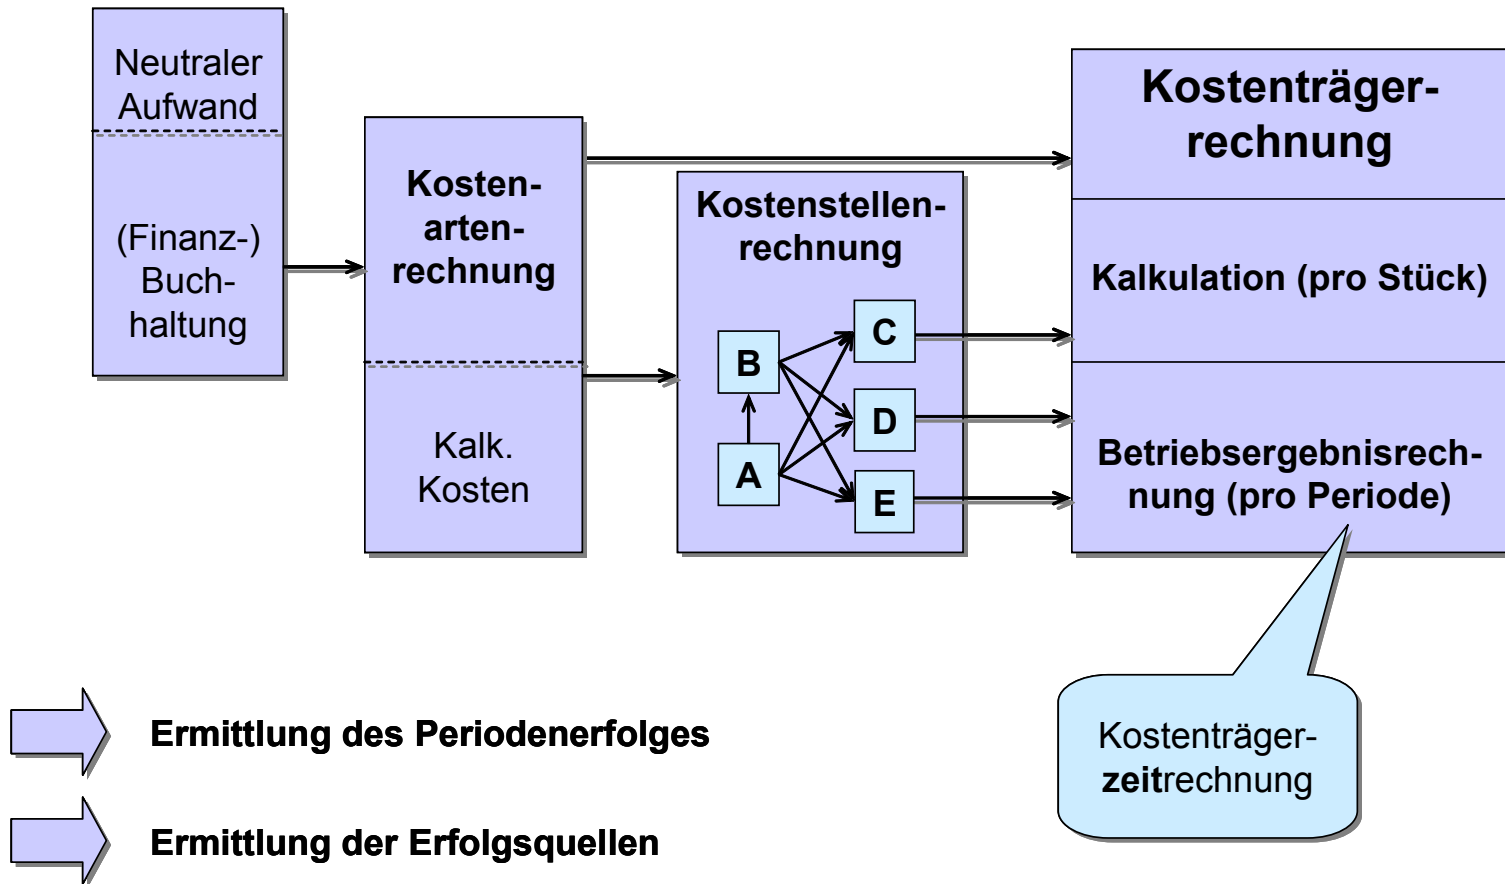 Neutraler
Aufwand
(Finanz-)
Buch-
haltung
Kosten-
arten-
rechnung
Kalk.
Kosten
Kostenstellen-
rechnung
B
A
C
D
E
Kostenträger-
rechnung
Kalkulation (pro Stück)
Betriebsergebnisrech-
nung (pro Periode)
Kostenträger-
zeitrechnung
Ermittlung des Periodenerfolges
Ermittlung der Erfolgsquellen